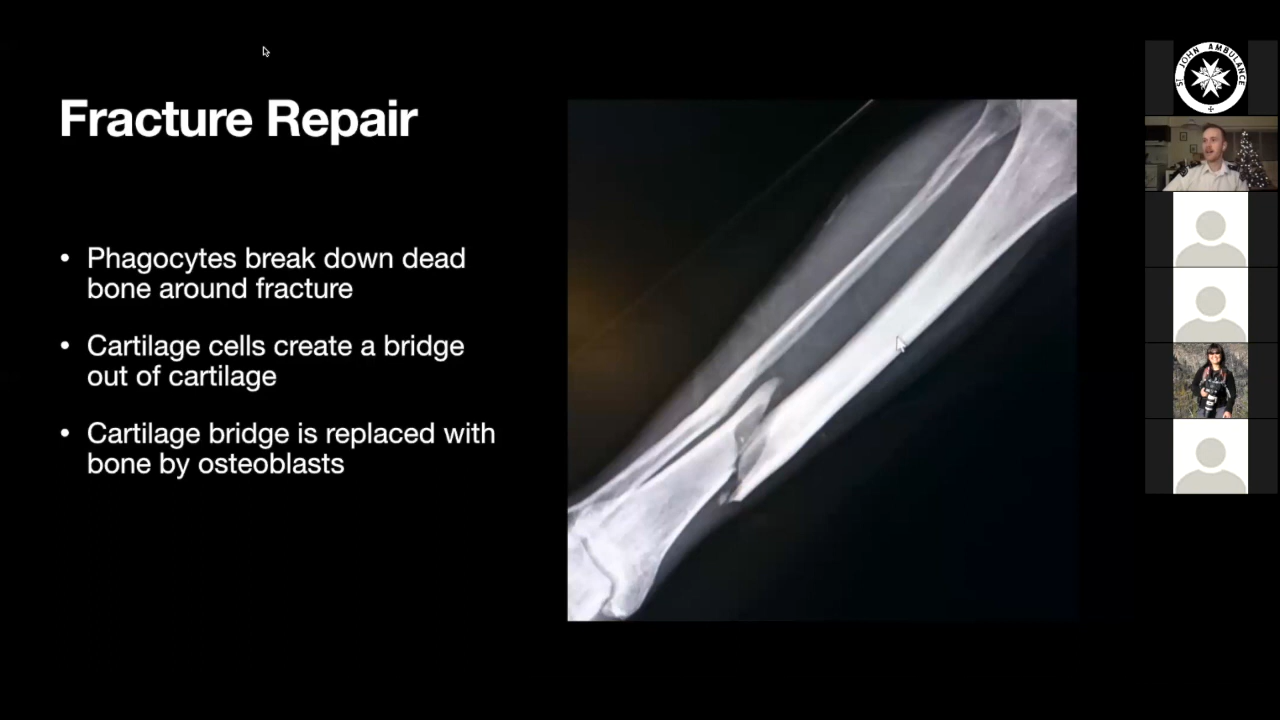 Fracture Repair
• Phagocytes break down dead
bone around fracture
• Cartilage cells create a bridge
out of cartilage
• Cartilage bridge is replaced with
bone by osteoblasts
ST JOHN AMBULANCE